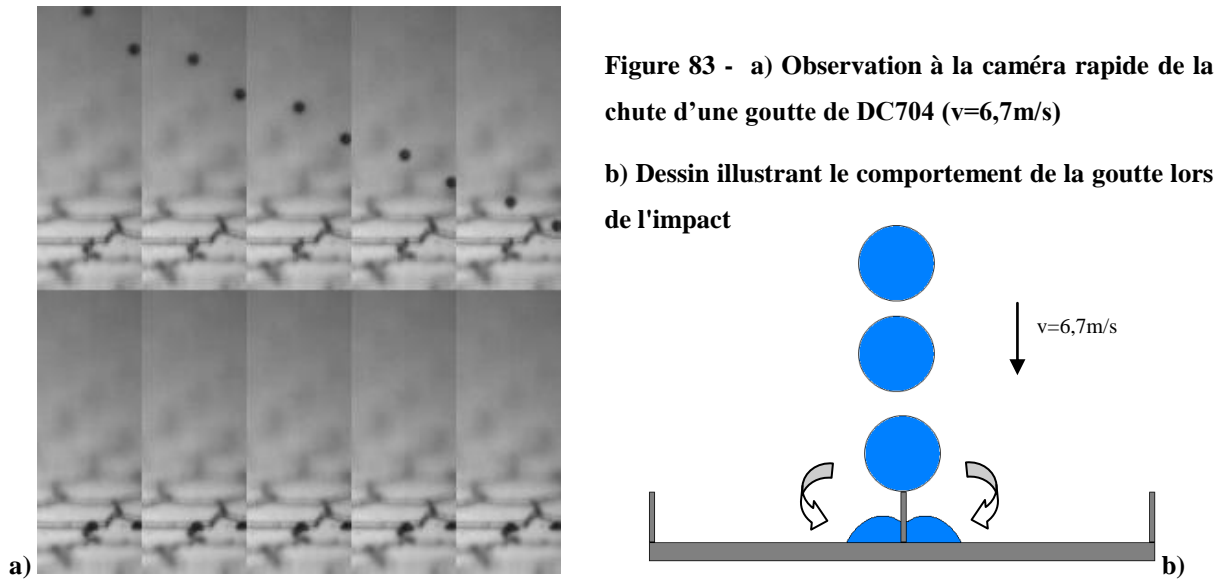 Figure 83 - a) Observation à la caméra rapide de la
chute d’une goutte de DC704 (v=6,7m/s)
b) Dessin illustrant le comportement de la goutte lors
de l'impact
v=6,7m/s
a)
b)